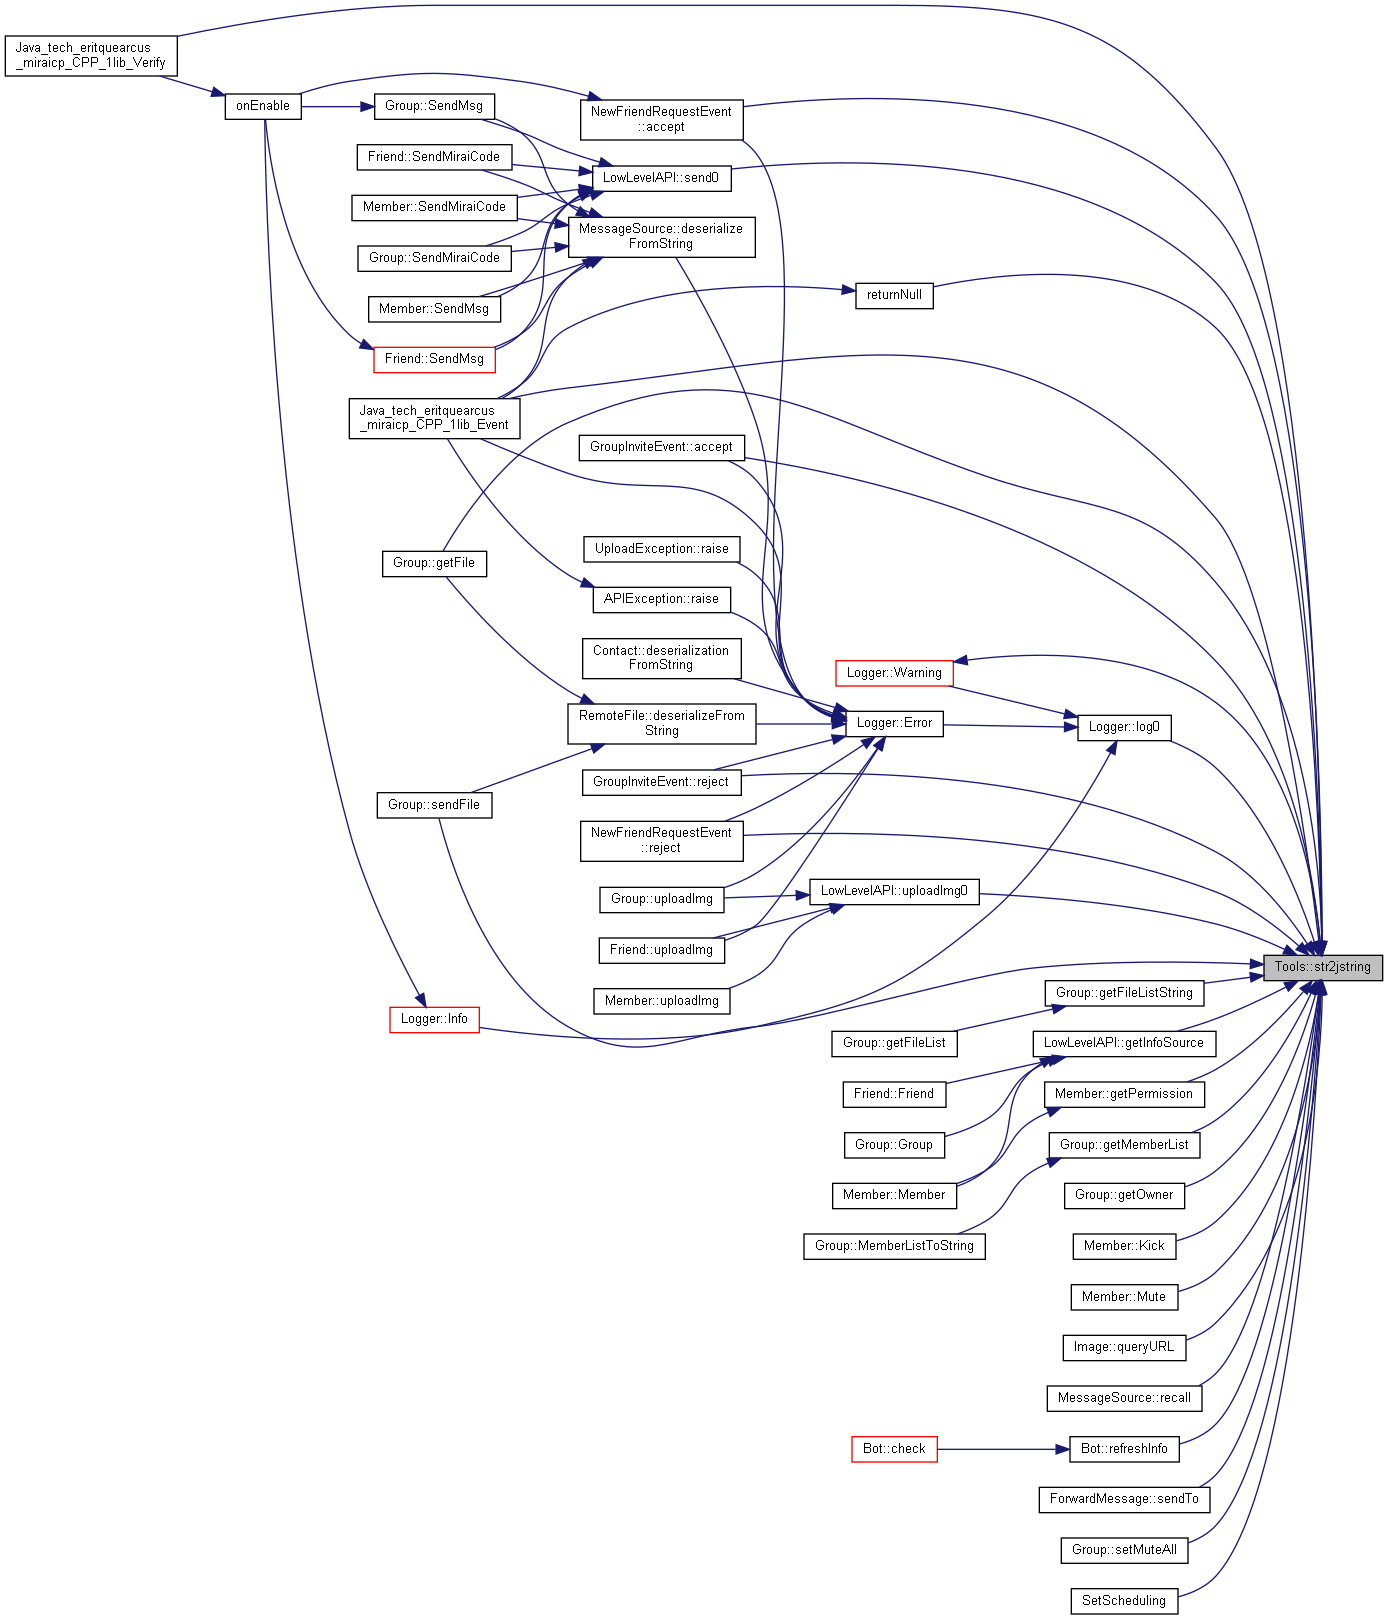 Java_tech_eritquearcus
_miraicp_CPP_1lib_Verify
onEnable
Group::SendMsg
NewFriendRequestEvent
::accept
Friend::SendMiraiCode
LowLevelAPI::send0
Member::SendMiraiCode
MessageSource::deserialize
FromString
Group::SendMiraiCode
returnNull
Member::SendMsg
Friend::SendMsg
Java_tech_eritquearcus
_miraicp_CPP_1lib_Event
GroupInviteEvent::accept
UploadException::raise
Group::getFile
APIException::raise
Contact::deserialization
FromString
Logger::Warning
RemoteFile::deserializeFrom
String
Logger::Error
Logger::log0
GroupInviteEvent::reject
Group::sendFile
NewFriendRequestEvent
::reject
Group::uploadImg
LowLevelAPI::uploadImg0
Friend::uploadImg
Tools::str2jstring
Member::uploadImg
Group::getFileListString
Logger::Info
Group::getFileList
LowLevelAPI::getInfoSource
Friend::Friend
Member::getPermission
Group::Group
Group::getMemberList
Member::Member
Group::getOwner
Group::MemberListToString
Member::Kick
Member::Mute
Image::queryURL
MessageSource::recall
Bot::check
Bot::refreshInfo
ForwardMessage::sendTo
Group::setMuteAll
SetScheduling